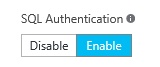 SQL Authentication
Disable Enable